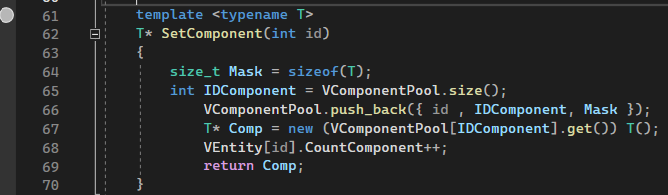 61 template <typename T>
62 T* SetComponent(int id)
63 {
64 size_t Mask = sizeof(T);
65 int IDComponent = VComponentPool.size();
66 VComponentPool.push_back({ id , IDComponent, Mask });
67 T* Comp = new (VComponentPool[IDComponent].get()) T();
68 VEntity[id].CountComponent++;
69 return Comp;
70 }